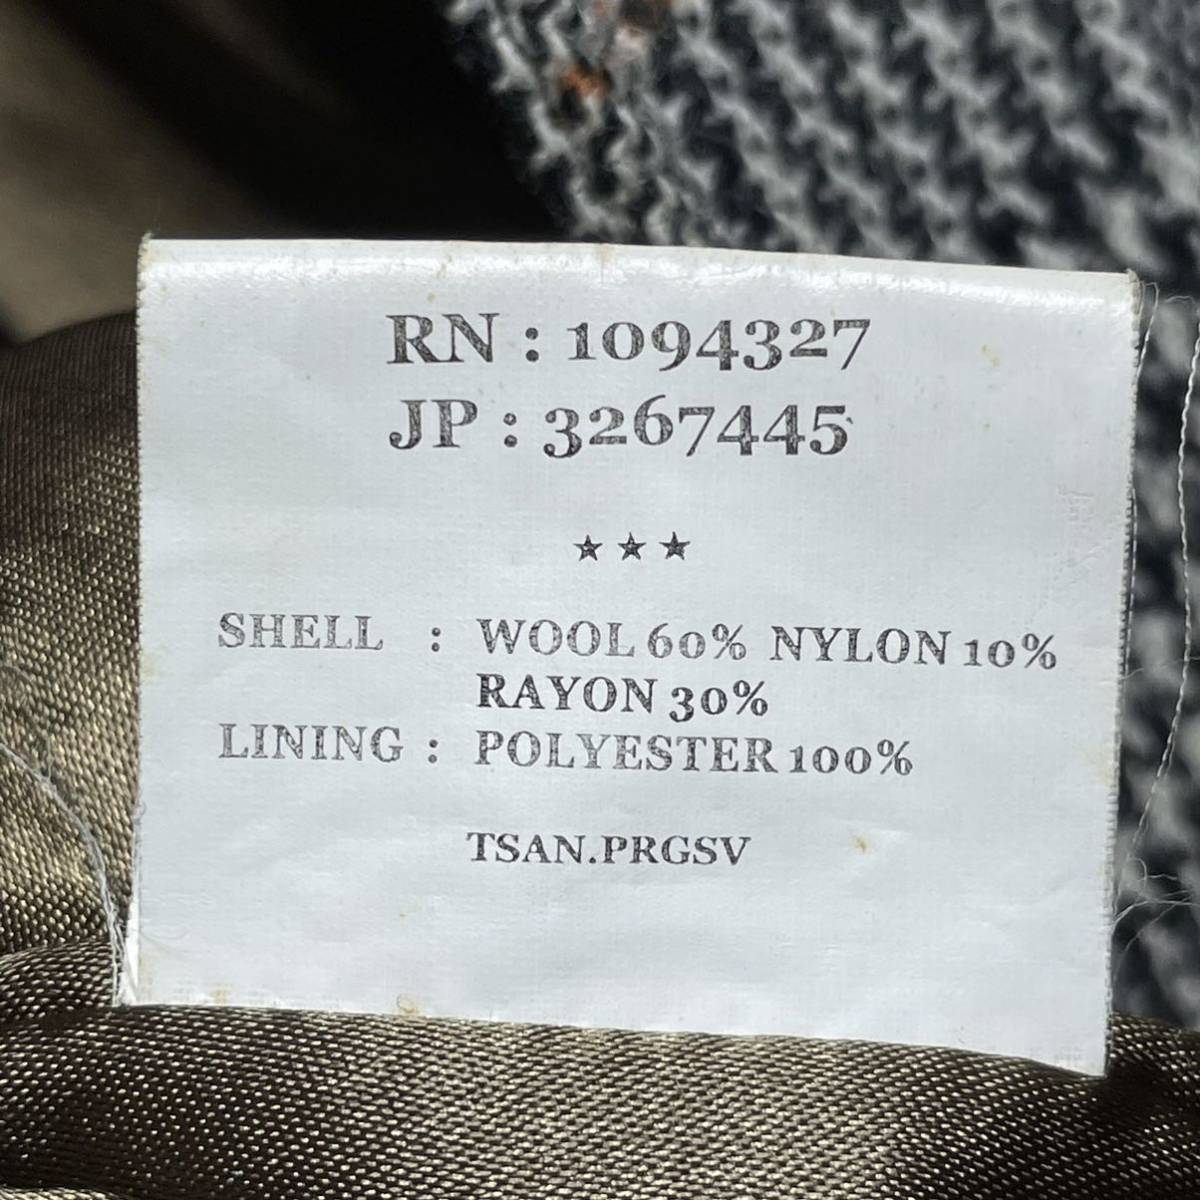 RN : 1094327
JP : 3267445
★ ★ ★
SHELL : WOOL 60% NYLON 10%
RAYON 30%
LINING : POLYESTER 100%
TSAN.PRGSV